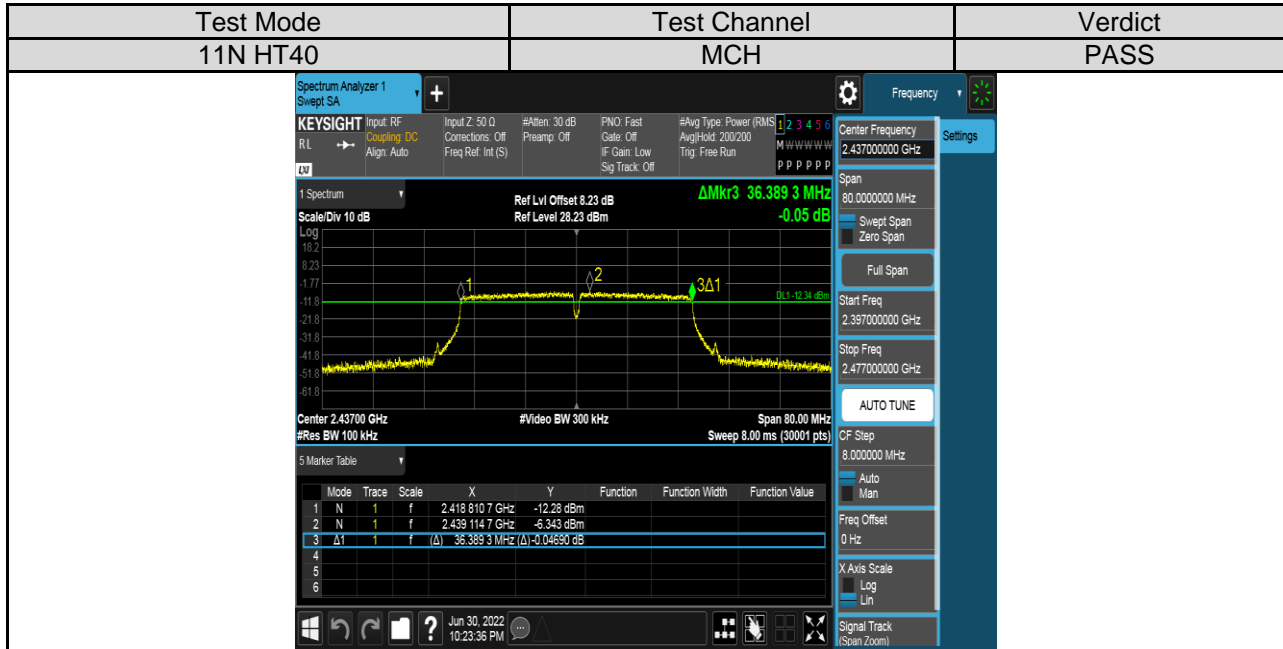 Test Mode Test Channel Verdict
11N HT40 MCH PASS
Spectrum Analyzer 1
Swept SA
+
Frequency
KEYSIGHT
RL
LXI
Input: RF
Coupling: DC
Align: Auto
Input Z: 50 Ω
Corrections: Off
Freq Ref: Int (S)
#Atten: 30 dB
Preamp: Off
PNO: Fast
Gate: Off
IF Gain: Low
Sig Track: Off
#Avg Type: Power (RMS
Avg|Hold: 200/200
Trig: Free Run
1 2 3 4 5 6
M W W W W W
P P P P P P
1 Spectrum
Scale/Div 10 dB
Ref Lvl Offset 8.23 dB
Ref Level 28.23 dBm
ΔMkr3 36.389 3 MHz
-0.05 dB
Log
18.2
8.23
-1.77
-11.8
-21.8
-31.8
-41.8
-51.8
-61.8
1
2
3Δ1
DL1 -12.34 dBm
Center 2.43700 GHz #Video BW 300 kHz Span 80.00 MHz
#Res BW 100 kHz Sweep 8.00 ms (30001 pts)
5 Marker Table
Mode Trace Scale X Y Function Function Width Function Value
1 N 1 f 2.418 810 7 GHz -12.28 dBm
2 N 1 f 2.439 114 7 GHz -6.343 dBm
3 Δ1 1 f (Δ) 36.389 3 MHz (Δ) -0.04690 dB
4
5
6
Jun 30, 2022
10:23:36 PM
Center Frequency
2.437000000 GHz
Settings
Span
80.0000000 MHz
Swept Span
Zero Span
Full Span
Start Freq
2.397000000 GHz
Stop Freq
2.477000000 GHz
AUTO TUNE
CF Step
8.000000 MHz
Auto
Man
Freq Offset
0 Hz
X Axis Scale
Log
Lin
Signal Track
(Span Zoom)